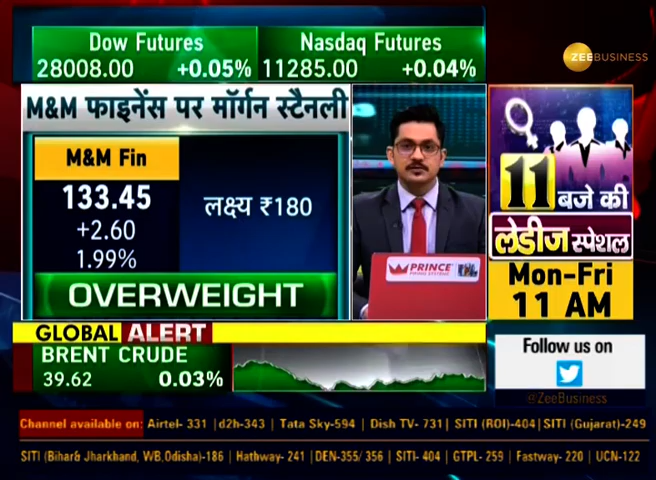 Dow Futures
28008.00 +0.05%
Nasdaq Futures
11285.00 +0.04%
ZEEBUSINESS
M&M फाइनेंस पर मॉर्गन स्टैनली
M&M Fin
133.45
+2.60
1.99%
लक्ष्य ₹180
OVERWEIGHT
PRINCE
PIPING SYSTEMS
11 बजे की
लेडीज स्पेशल
Mon-Fri
11 AM
GLOBAL ALERT
BRENT CRUDE
39.62 0.03%
Follow us on
@ZeeBusiness
Channel available on: Airtel- 331 | d2h-343 | Tata Sky-594 | Dish TV- 731 | SITI (ROI)-404 | SITI (Gujarat)-249
SITI (Bihar& Jharkhand, WB,Odisha)-186 | Hathway- 241 | DEN-355/ 356 | SITI- 404 | GTPL- 259 | Fastway- 220 | UCN-122